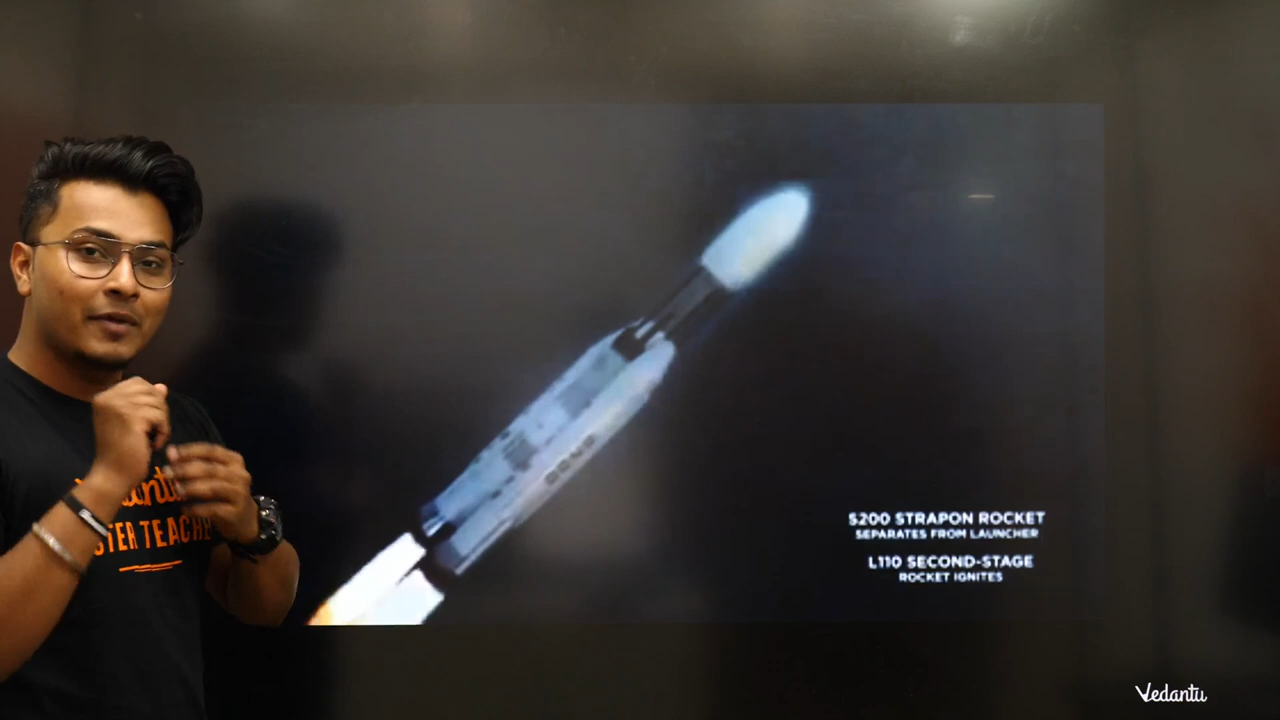 S200 STRAPON ROCKET
SEPARATES FROM LAUNCHER
L110 SECOND-STAGE
ROCKET IGNITES
Vedantu